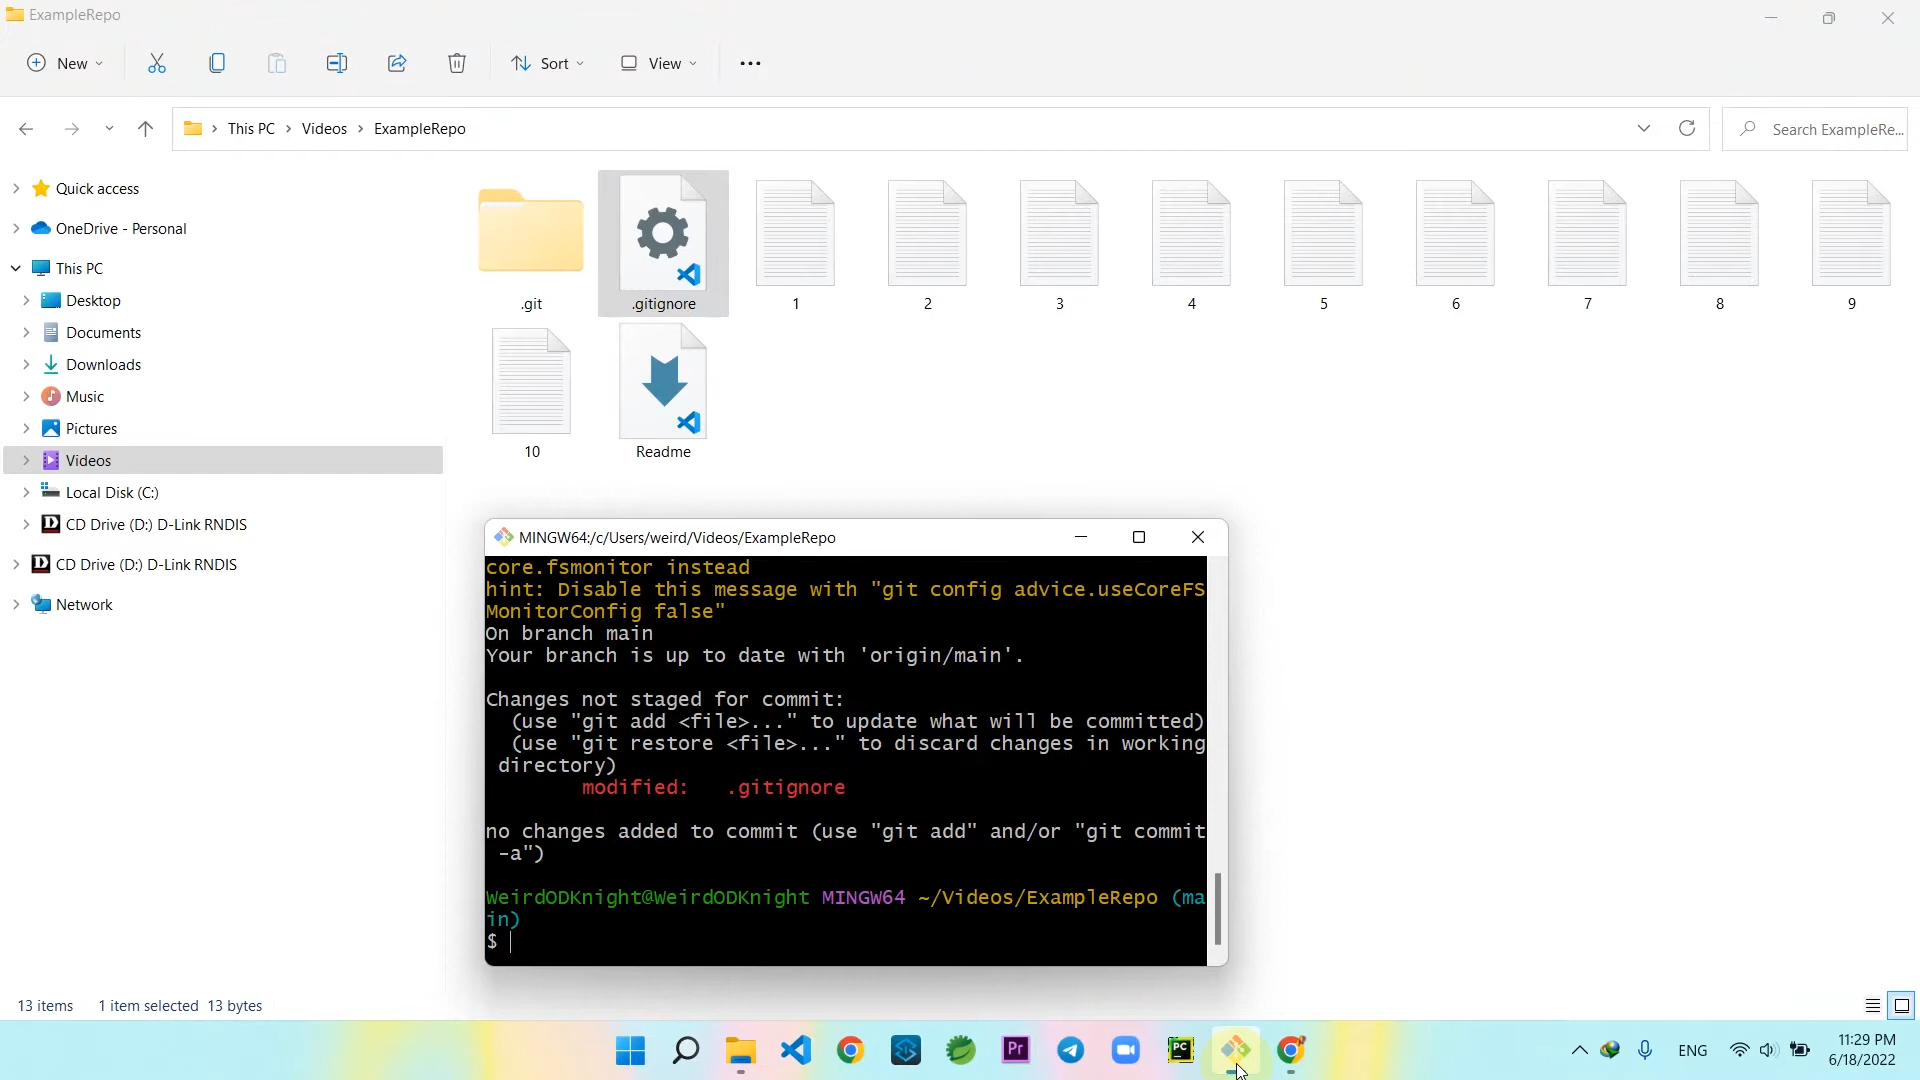 ExampleRepo
New
Sort
View
This PC
Videos
ExampleRepo
Search ExampleRe...
Quick access
OneDrive - Personal
This PC
Desktop
Documents
Downloads
Music
Pictures
Videos
Local Disk (C:)
CD Drive (D:) D-Link RNDIS
CD Drive (D:) D-Link RNDIS
Network
.git
.gitignore
1
2
3
4
5
6
7
8
9
10
Readme
MINGW64:/c/Users/weird/Videos/ExampleRepo
core.fsmonitor instead
hint: Disable this message with "git config advice.useCoreFS
MonitorConfig false"
On branch main
Your branch is up to date with 'origin/main'.
Changes not staged for commit:
(use "git add <file>..." to update what will be committed)
(use "git restore <file>..." to discard changes in working
directory)
modified: .gitignore
no changes added to commit (use "git add" and/or "git commit
-a")
WeirdODKnight@WeirdODKnight MINGW64 ~/Videos/ExampleRepo (ma
in)
$
13 items
1 item selected 13 bytes
Pr
PC
ENG
11:29 PM
6/18/2022